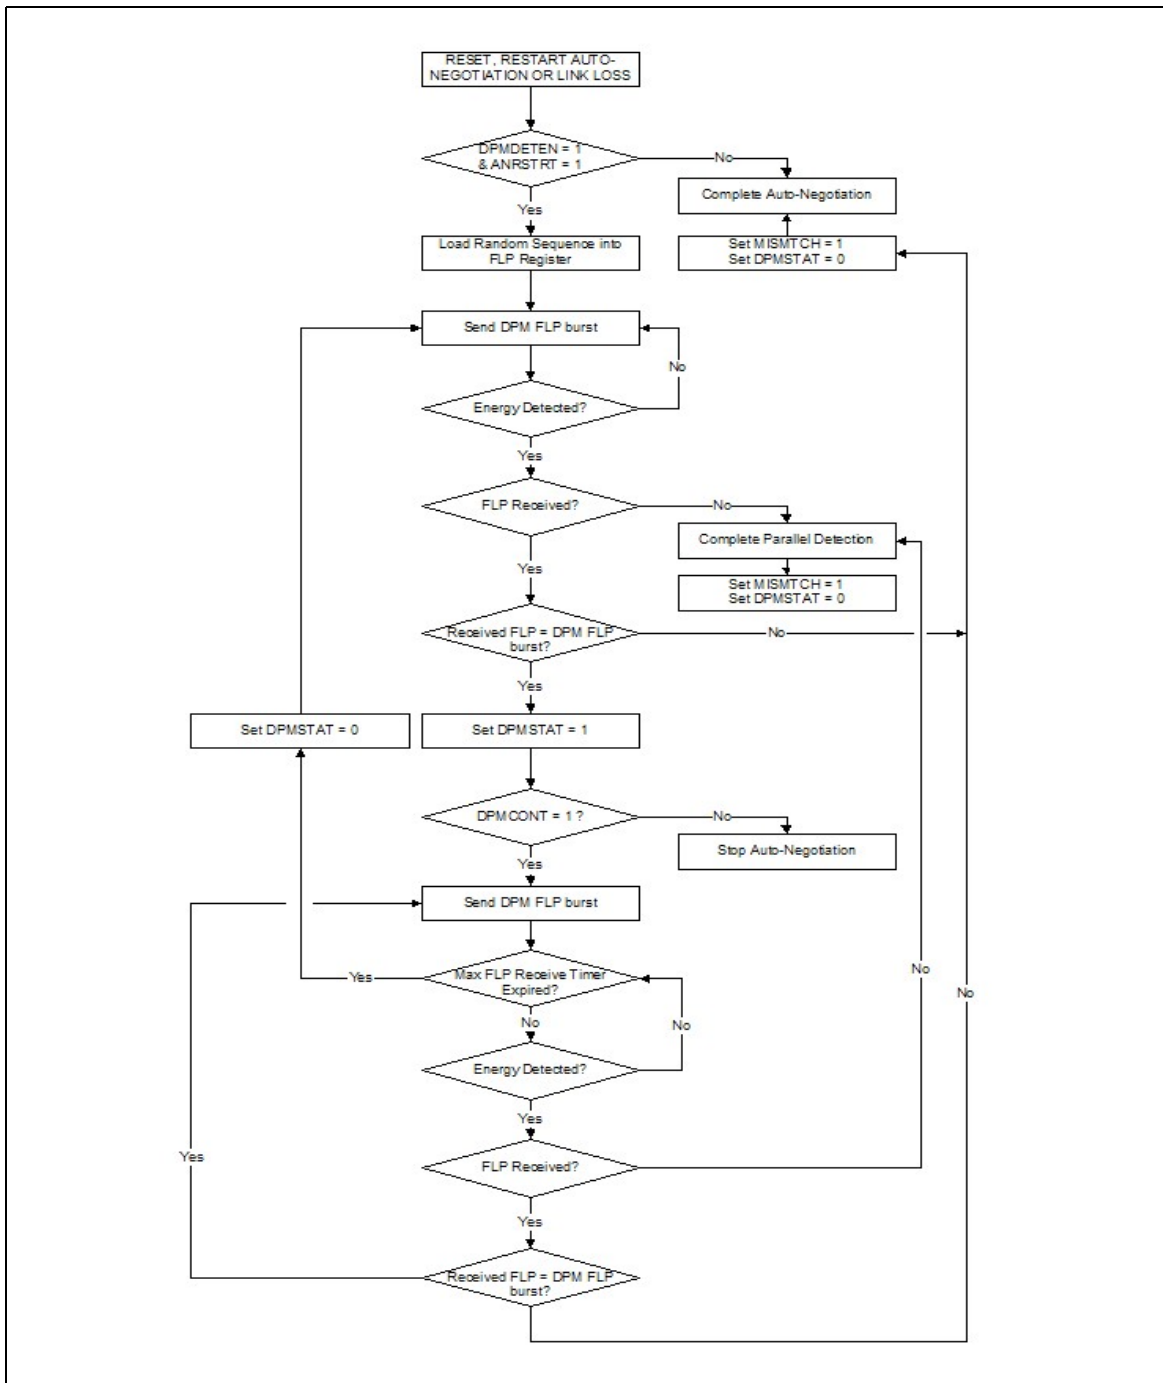 RESET, RESTART AUTO-
NEGOTIATION OR LINK LOSS
DPMDETEN = 1
& ANRSTRT = 1
No
Complete Auto-Negotiation
Yes
Load Random Sequence into
FLP Register
Set MISMTCH = 1
Set DPMSTAT = 0
Send DPM FLP burst
No
Energy Detected?
Yes
FLP Received?
No
Complete Parallel Detection
Yes
Set MISMTCH = 1
Set DPMSTAT = 0
Received FLP = DPM FLP
burst?
No
Yes
Set DPMSTAT = 0
Set DPMSTAT = 1
DPMCONT = 1 ?
No
Stop Auto-Negotiation
Yes
Send DPM FLP burst
Max FLP Receive Timer
Expired?
Yes
No
No
No
No
Energy Detected?
Yes
Yes
FLP Received?
Yes
Received FLP = DPM FLP
burst?